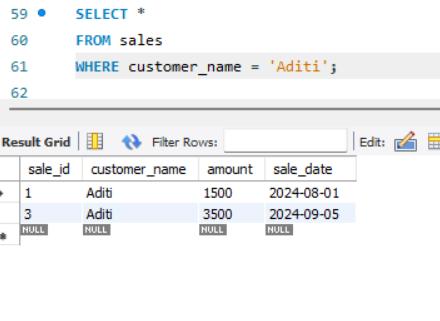 59 SELECT *
60 FROM sales
61 WHERE customer_name = 'Aditi';
62
Result Grid Filter Rows: Edit:
sale_id customer_name amount sale_date
1 Aditi 1500 2024-08-01
3 Aditi 3500 2024-09-05
* NULL NULL NULL NULL